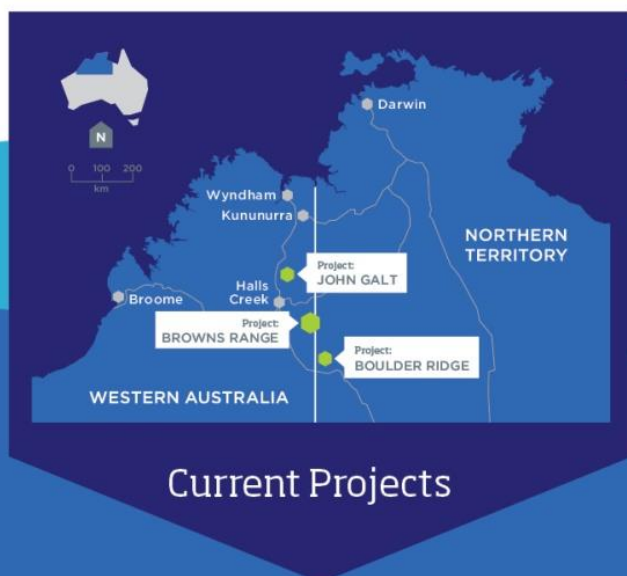 N
0 100 200
km
Darwin
Wyndham
Kununurra
NORTHERN
TERRITORY
Project:
JOHN GALT
Halls
Creek
Broome
Project:
BROWNS RANGE
Project:
BOULDER RIDGE
WESTERN AUSTRALIA
Current Projects